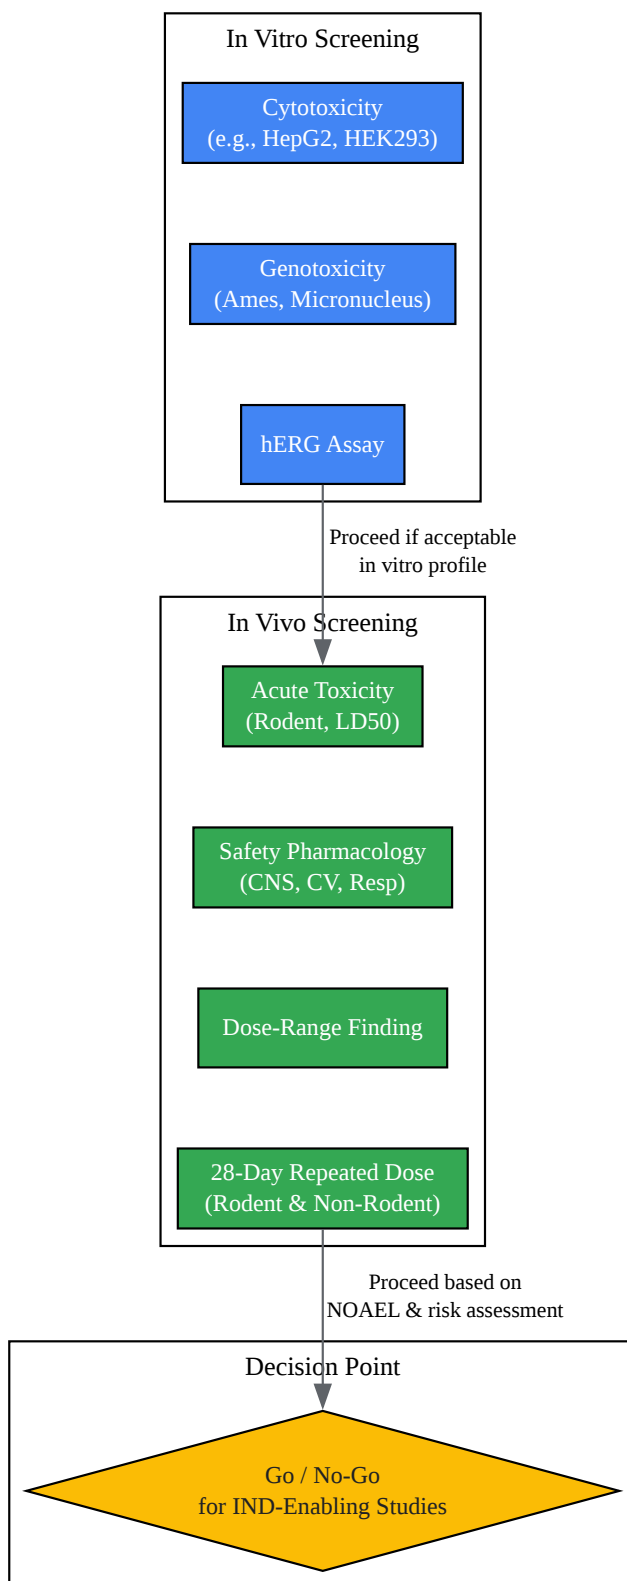 In Vitro Screening
Cytotoxicity
(e.g., HepG2, HEK293)
Genotoxicity
(Ames, Micronucleus)
hERG Assay
Proceed if acceptable
in vitro profile
In Vivo Screening
Acute Toxicity
(Rodent, LD50)
Safety Pharmacology
(CNS, CV, Resp)
Dose-Range Finding
28-Day Repeated Dose
(Rodent & Non-Rodent)
Proceed based on
NOAEL & risk assessment
Decision Point
Go / No-Go
for IND-Enabling Studies